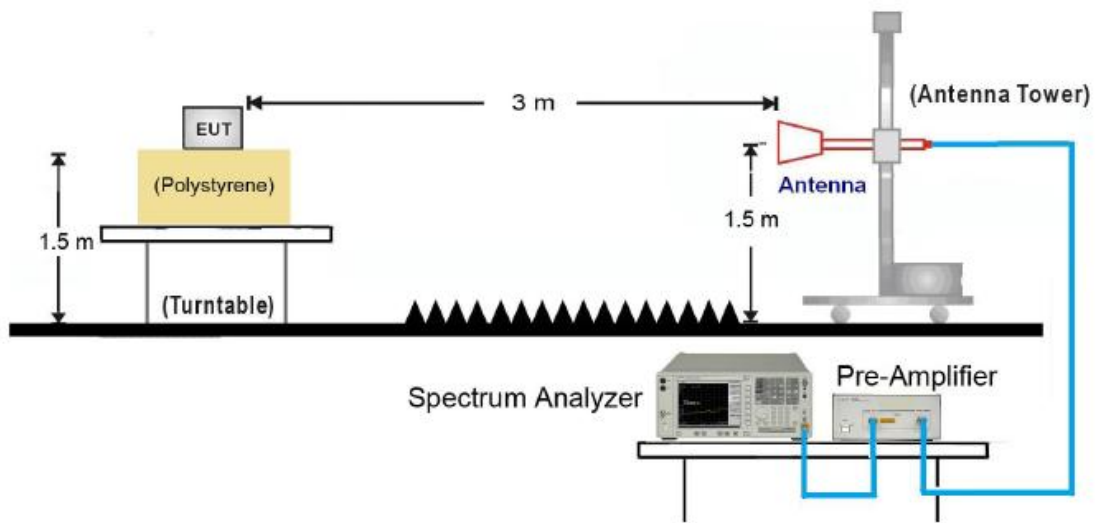 3 m
(Antenna Tower)
EUT
(Polystyrene)
Antenna
1.5 m
1.5 m
(Turntable)
Spectrum Analyzer
Pre-Amplifier